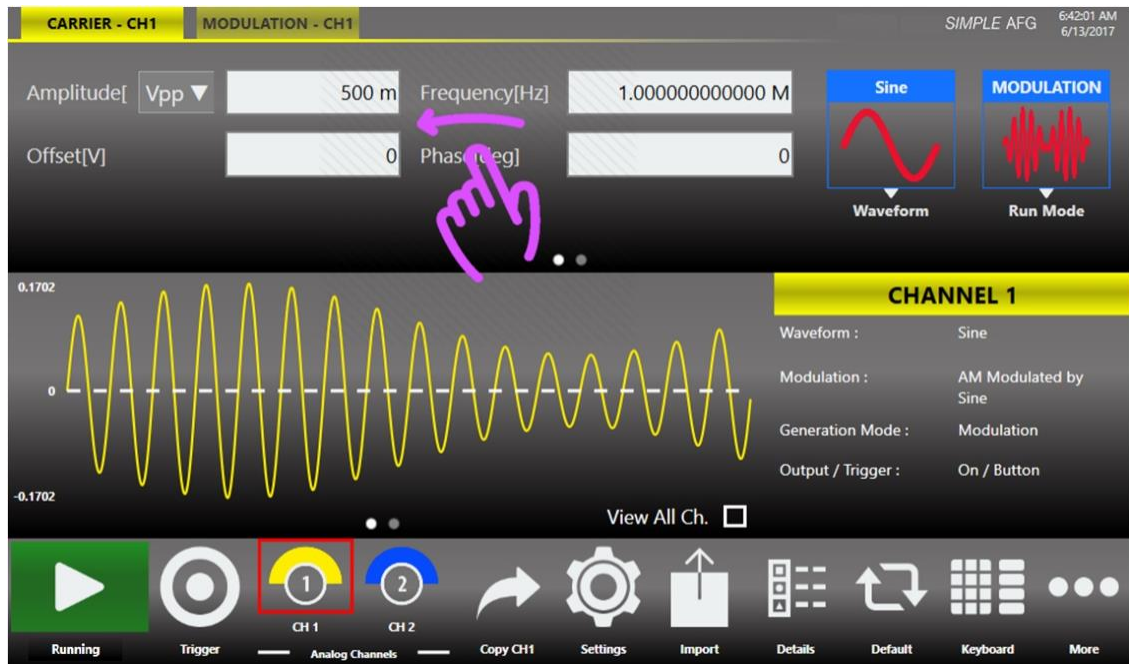 CARRIER - CH1
MODULATION - CH1
SIMPLE AFG
6:42:01 AM
6/13/2017
Amplitude[
Vpp ▼
500 m
Frequency[Hz]
1.000000000000 M
Sine
MODULATION
Offset[V]
0
0
Waveform
Run Mode
0.1702
0
-0.1702
View All Ch.
CHANNEL 1
Waveform :
Sine
Modulation :
AM Modulated by
Sine
Generation Mode :
Modulation
Output / Trigger :
On / Button
1
2
CH 1
CH 2
Running
Trigger
Analog Channels
Copy CH1
Settings
Import
Details
Default
Keyboard
More